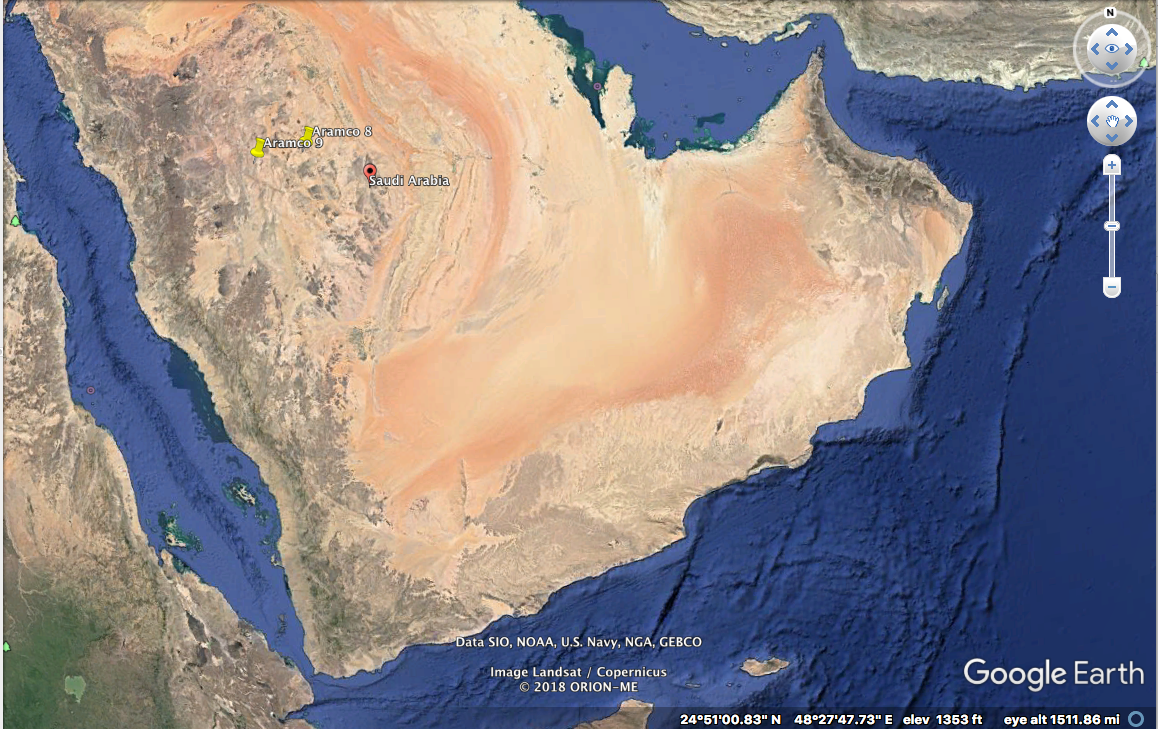 N
Aramco 8
Aramco 9
Saudi Arabia
Data SIO, NOAA, U.S. Navy, NGA, GEBCO
Image Landsat / Copernicus
© 2018 ORION-ME
Google Earth
24°51'00.83" N 48°27'47.73" E elev 1353 ft eye alt 1511.86 mi